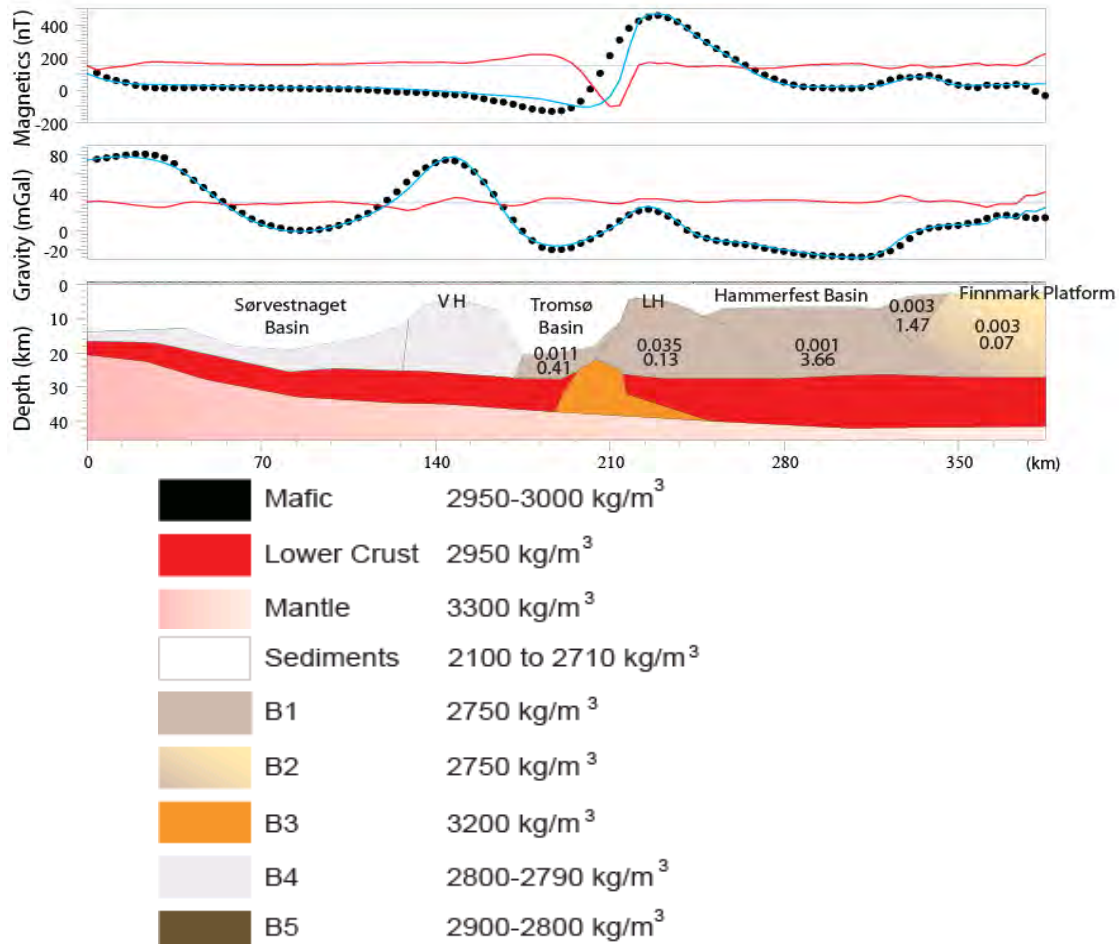 Magnetics (nT)
400
200
0
-200
Gravity (mGal)
80
40
0
-20
Depth (km)
0
10
20
30
40
Sørvestnaget
Basin
V H
Tromsø
Basin
LH
Hammerfest Basin
Finnmark Platform
0.011
0.41
0.035
0.13
0.001
3.66
0.003
1.47
0.003
0.07
0 70 140 210 280 350 (km)
Mafic 2950-3000 kg/m³
Lower Crust 2950 kg/m³
Mantle 3300 kg/m³
Sediments 2100 to 2710 kg/m³
B1 2750 kg/m³
B2 2750 kg/m³
B3 3200 kg/m³
B4 2800-2790 kg/m³
B5 2900-2800 kg/m³